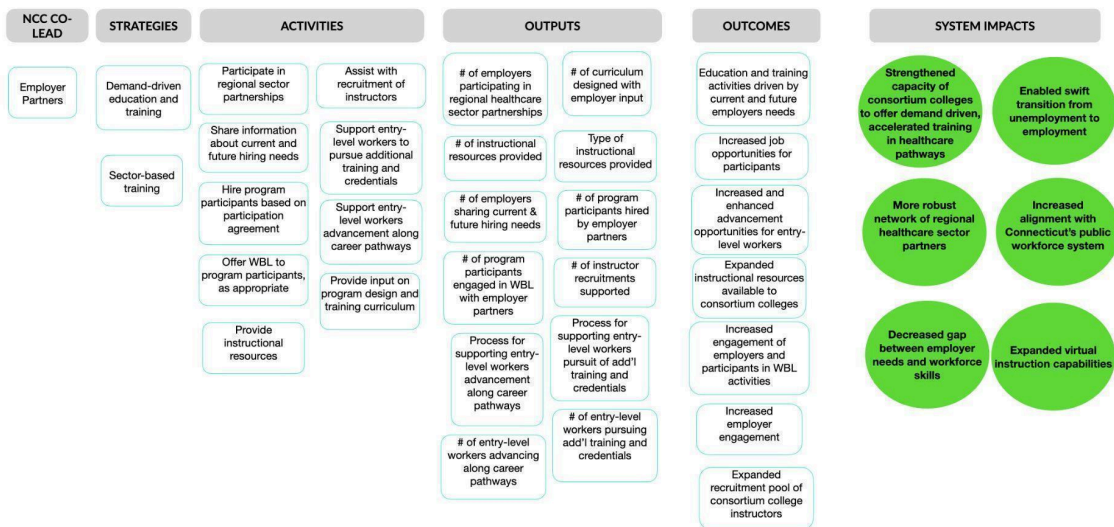 NCC CO-
LEAD
STRATEGIES
ACTIVITIES
OUTPUTS
OUTCOMES
SYSTEM IMPACTS
Employer
Partners
Demand-driven
education and
training
Sector-based
training
Participate in
regional sector
partnerships
Share information
about current and
future hiring needs
Hire program
participants based on
participation
agreement
Offer WBL to
program participants,
as appropriate
Provide
instructional
resources
Assist with
recruitment of
instructors
Support entry-
level workers to
pursue additional
training and
credentials
Support entry-
level workers
advancement along
career pathways
Provide input on
program design and
training curriculum
# of employers
participating in
regional healthcare
sector partnerships
# of instructional
resources provided
# of employers
sharing current &
future hiring needs
# of program
participants
engaged in WBL
with employer
partners
Process for
supporting entry-
level workers
advancement along
career pathways
# of entry-level
workers advancing
along career
pathways
# of curriculum
designed with
employer input
Type of
instructional
resources provided
# of program
participants hired
by employer
partners
# of instructor
recruitments
supported
Process for
supporting entry-
level workers
pursuit of add'l
training and
credentials
# of entry-level
workers pursuing
add'l training and
credentials
Education and training
activities driven by
current and future
employers needs
Increased job
opportunities for
participants
Increased and
enhanced
advancement
opportunities for entry-
level workers
Expanded
instructional resources
available to
consortium colleges
Increased
engagement of
employers and
participants in WBL
activities
Increased
employer
engagement
Expanded
recruitment pool of
consortium college
instructors
Strengthened
capacity of
consortium colleges
to offer demand driven,
accelerated training
in healthcare
pathways
Enabled swift
transition from
unemployment to
employment
More robust
network of regional
healthcare sector
partners
Increased
alignment with
Connecticut's public
workforce system
Decreased gap
between employer
needs and workforce
skills
Expanded virtual
instruction capabilities